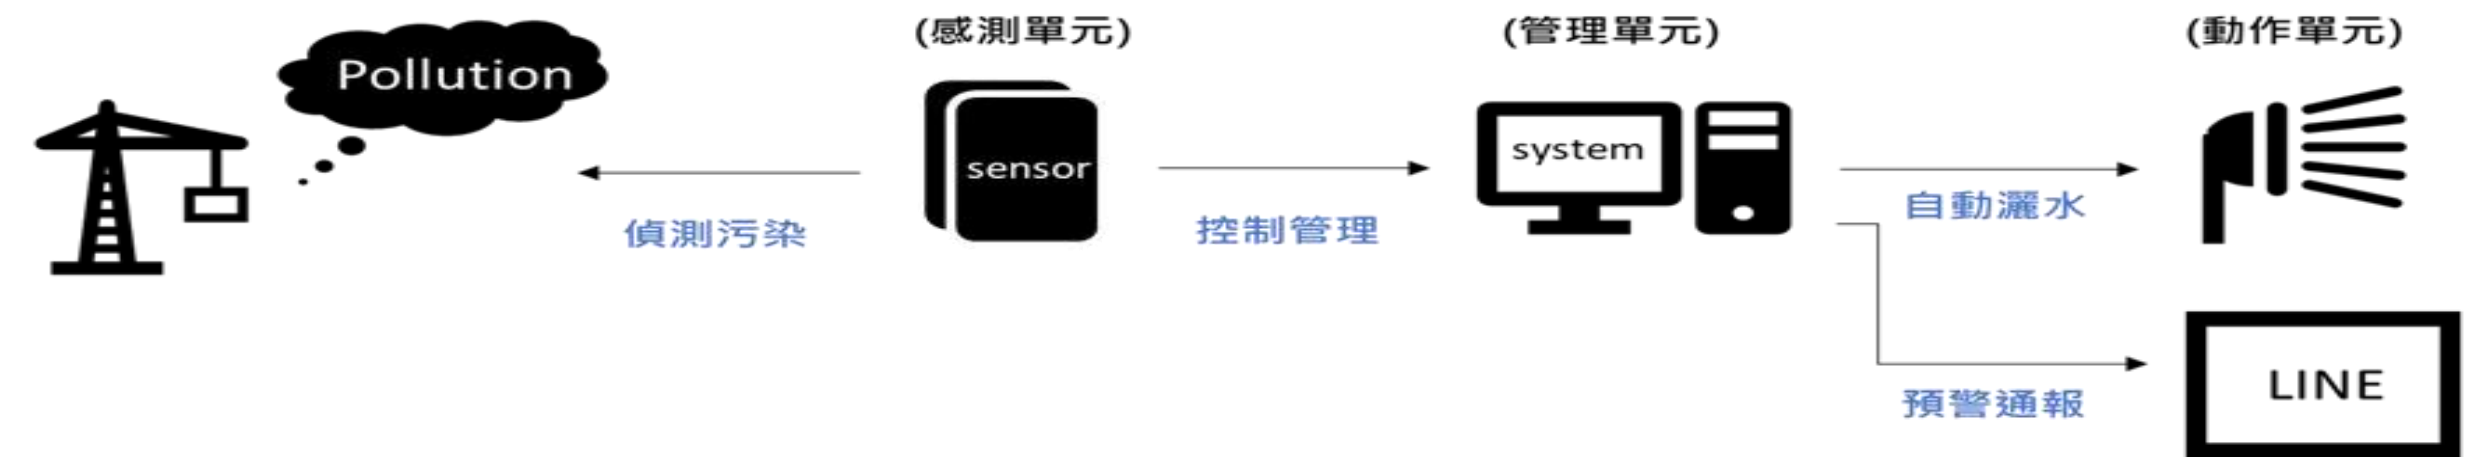 (感測單元)
(管理單元)
(動作單元)
Pollution
sensor
system
偵測污染
控制管理
自動灑水
預警通報
LINE